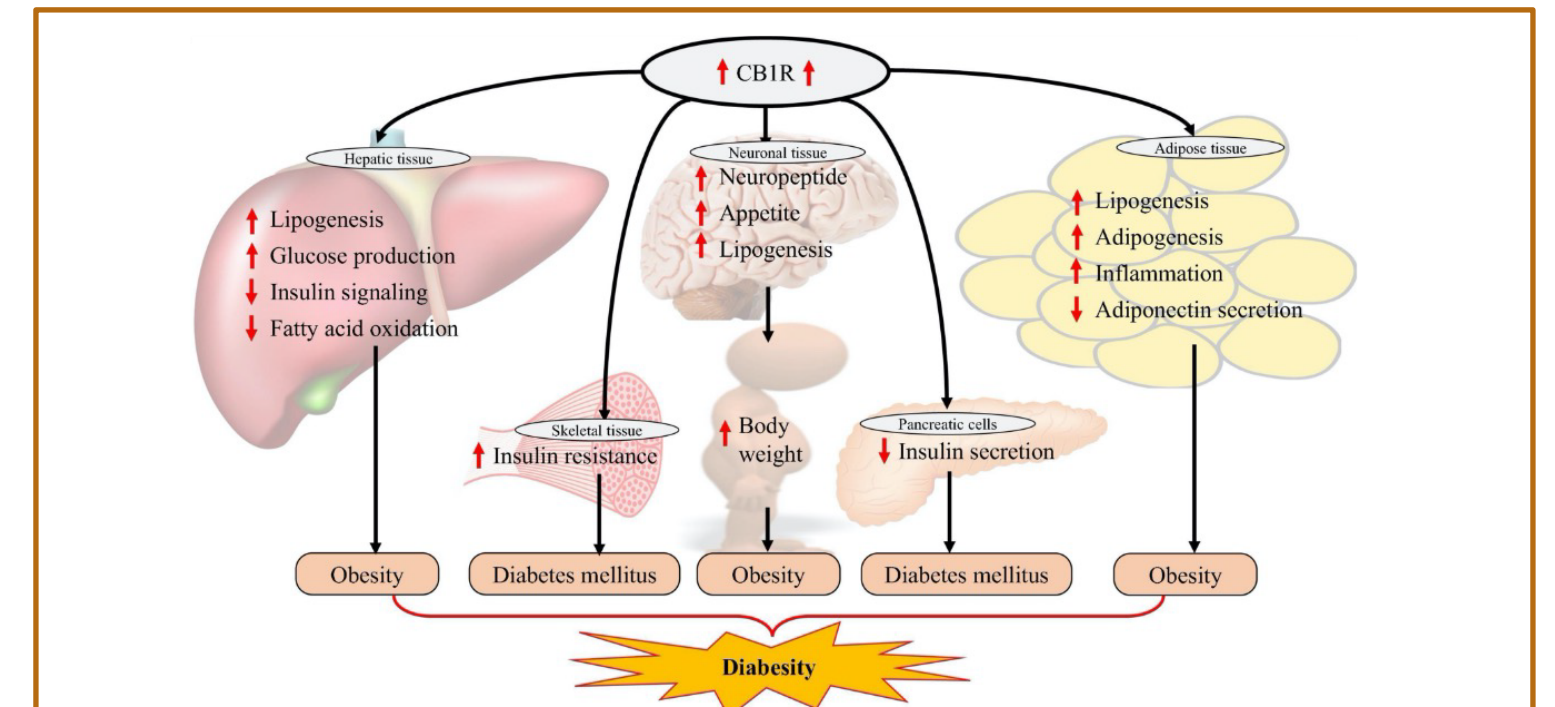 CB1R
Hepatic tissue
Lipogenesis
Glucose production
Insulin signaling
Fatty acid oxidation
Obesity
Skeletal tissue
Insulin resistance
Diabetes mellitus
Neuronal tissue
Neuropeptide
Appetite
Lipogenesis
Body
weight
Obesity
Pancreatic cells
Insulin secretion
Diabetes mellitus
Adipose tissue
Lipogenesis
Adipogenesis
Inflammation
Adiponectin secretion
Obesity
Diabesity